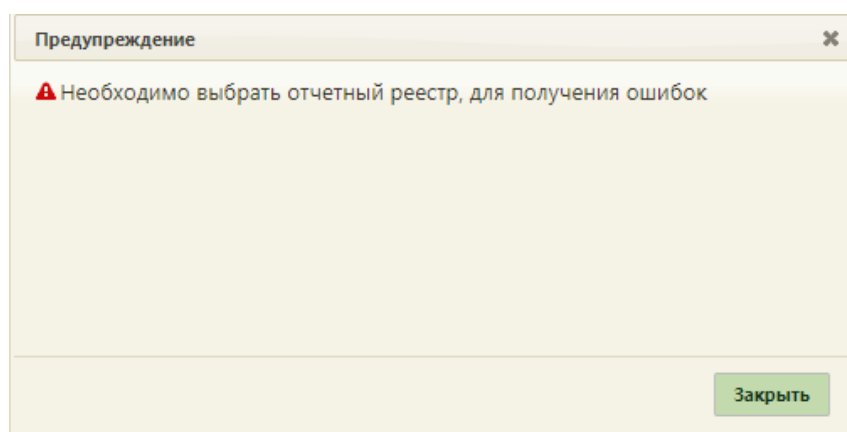 Предупреждение
Необходимо выбрать отчетный реестр, для получения ошибок
Закрыть